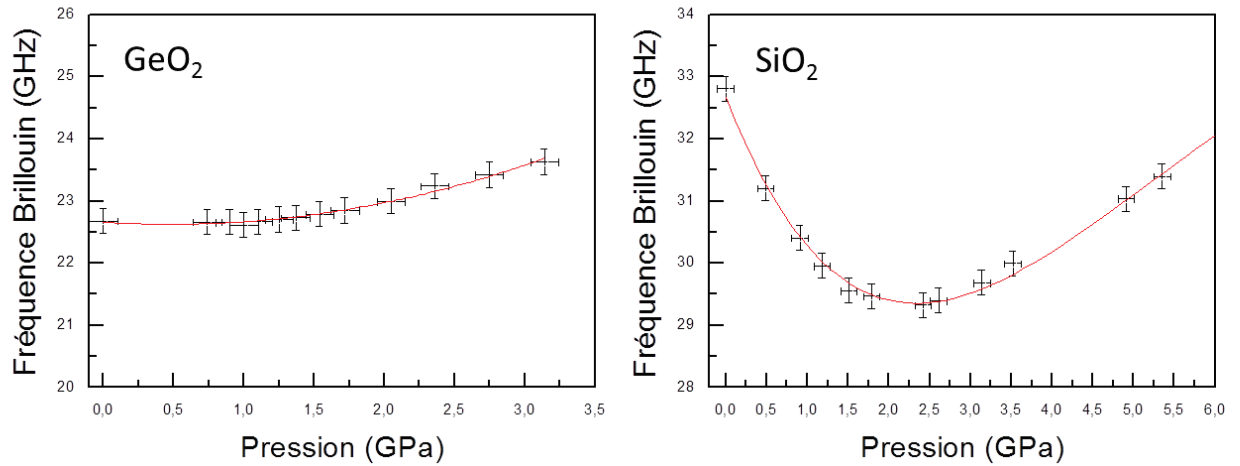 Fréquence Brillouin (GHz)
26
25
24
23
22
21
20
GeO₂
0,0 0,5 1,0 1,5 2,0 2,5 3,0 3,5
Pression (GPa)
Fréquence Brillouin (GHz)
34
33
32
31
30
29
28
SiO₂
0,0 0,5 1,0 1,5 2,0 2,5 3,0 3,5 4,0 4,5 5,0 5,5 6,0
Pression (GPa)